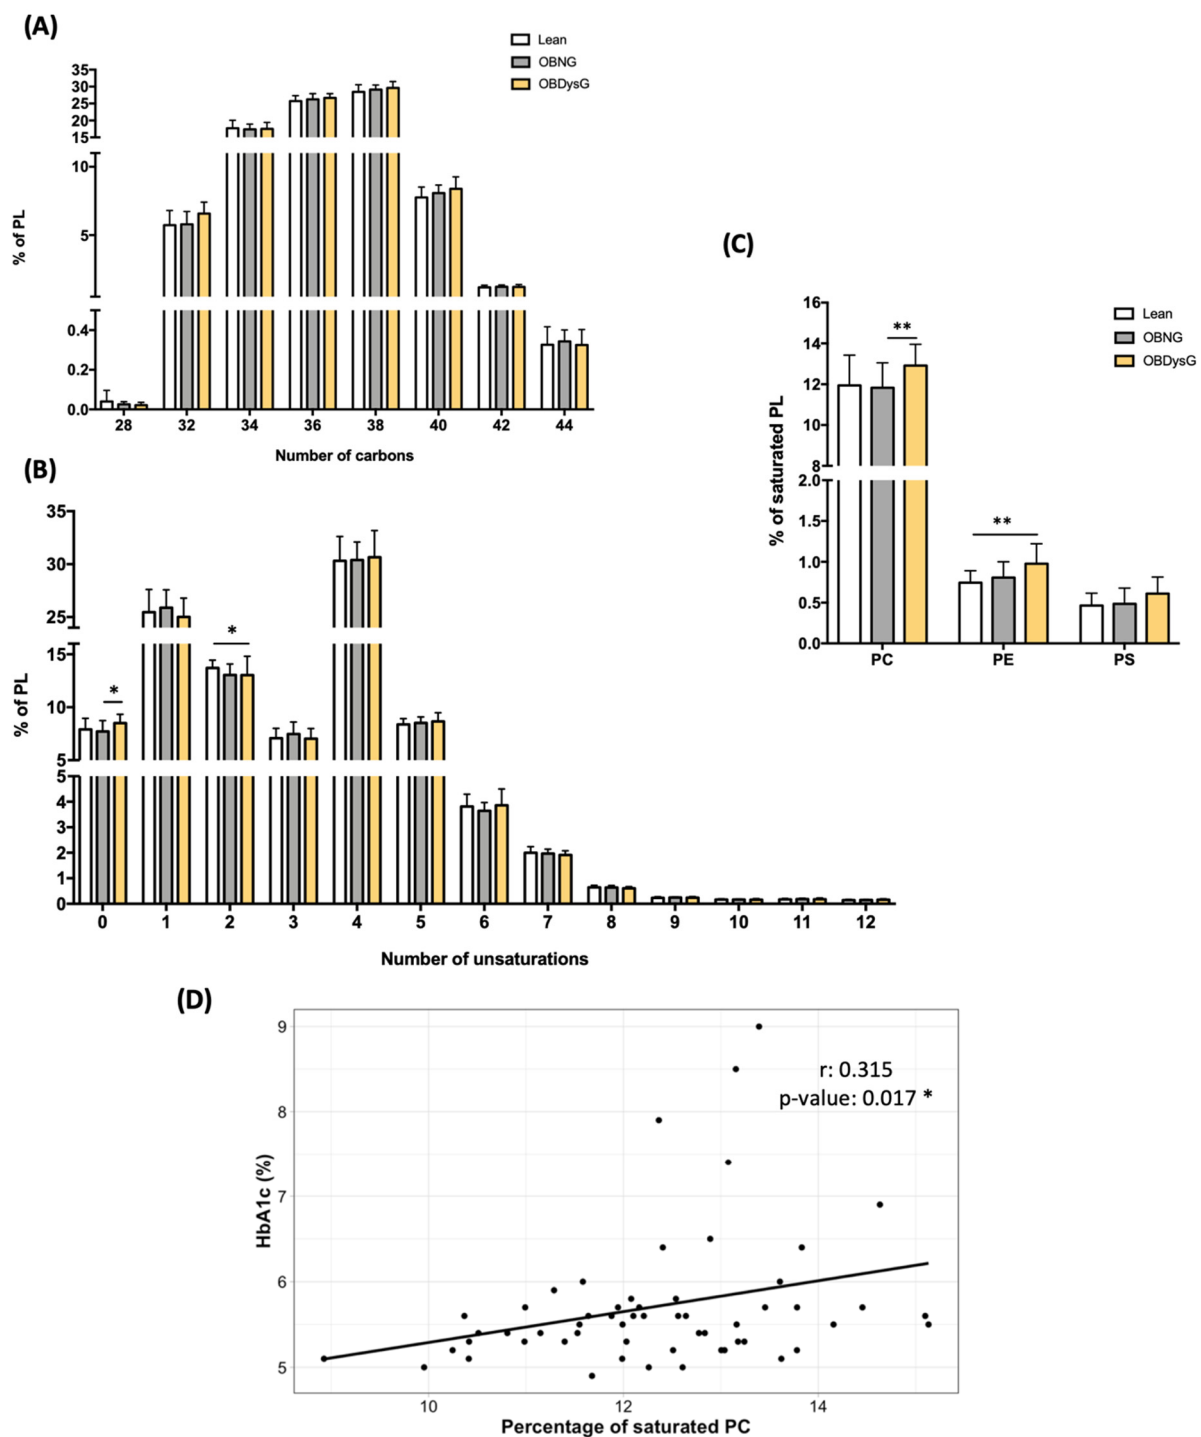 (A)
Lean
OBNG
OBDysG
35
30
25
20
15
10
5
0.4
0.2
0.0
% of PL
28 32 34 36 38 40 42 44
Number of carbons
(B)
35
30
25
15
10
5
5
4
3
2
1
0
% of PL
*
*
0 1 2 3 4 5 6 7 8 9 10 11 12
Number of unsaturations
(C)
Lean
OBNG
OBDysG
16
14
12
10
8
2.0
1.5
1.0
0.5
0.0
% of saturated PL
**
**
PC PE PS
(D)
9
8
7
6
5
HbA1c (%)
r: 0.315
p-value: 0.017 *
10 12 14
Percentage of saturated PC